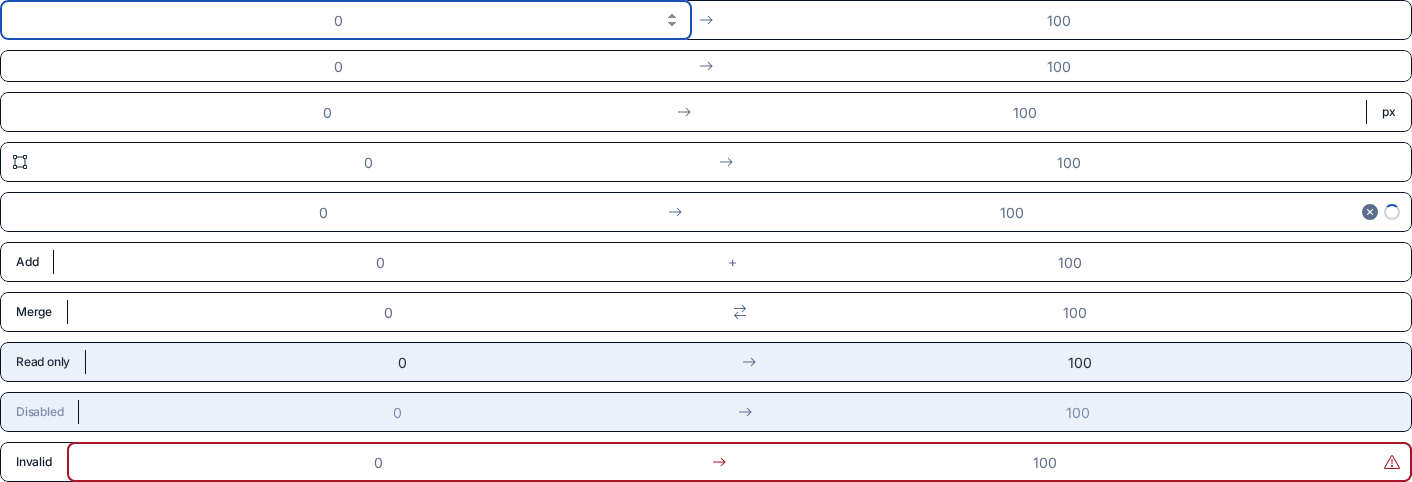 0 → 100
0 → 100
0 → 100 px
0 → 100
0 → 100
Add 0 + 100
Merge 0 ⇄ 100
Read only 0 → 100
Disabled 0 → 100
Invalid 0 → 100